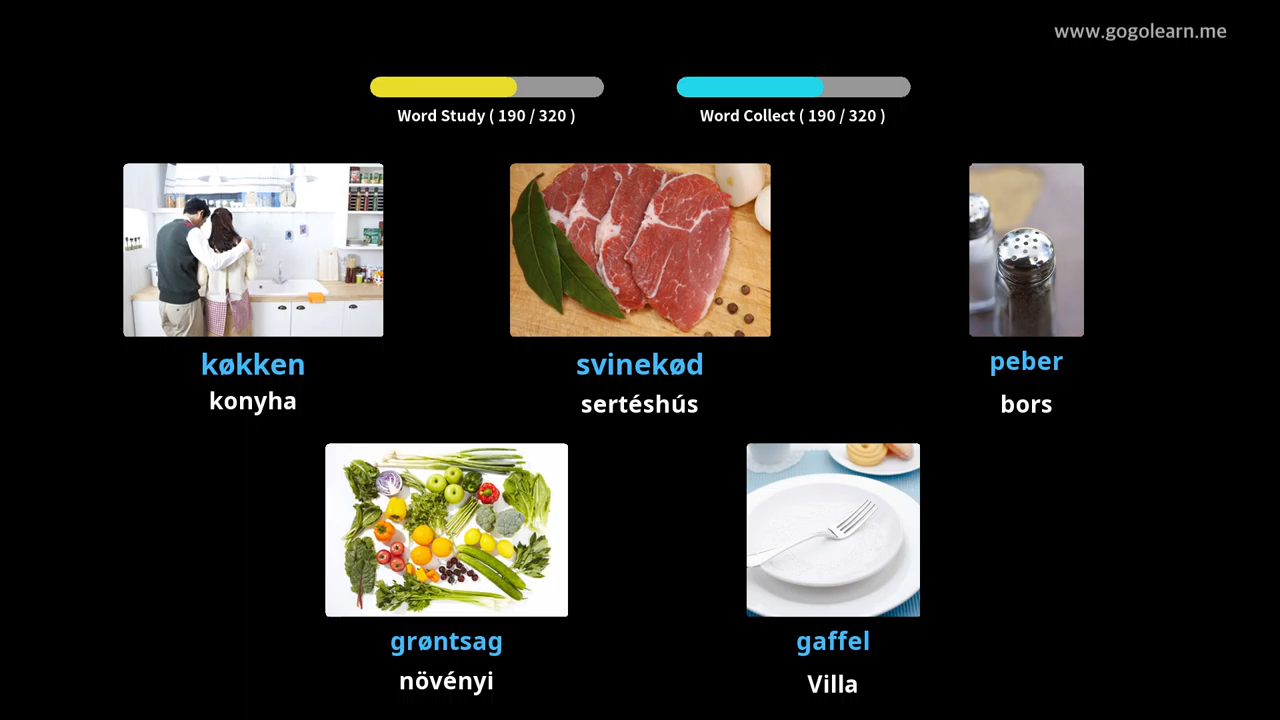 www.gogolearn.me
Word Study ( 190 / 320 )
Word Collect ( 190 / 320 )
køkken
konyha
svinekød
sertéshús
peber
bors
grøntsag
növényi
gaffel
Villa